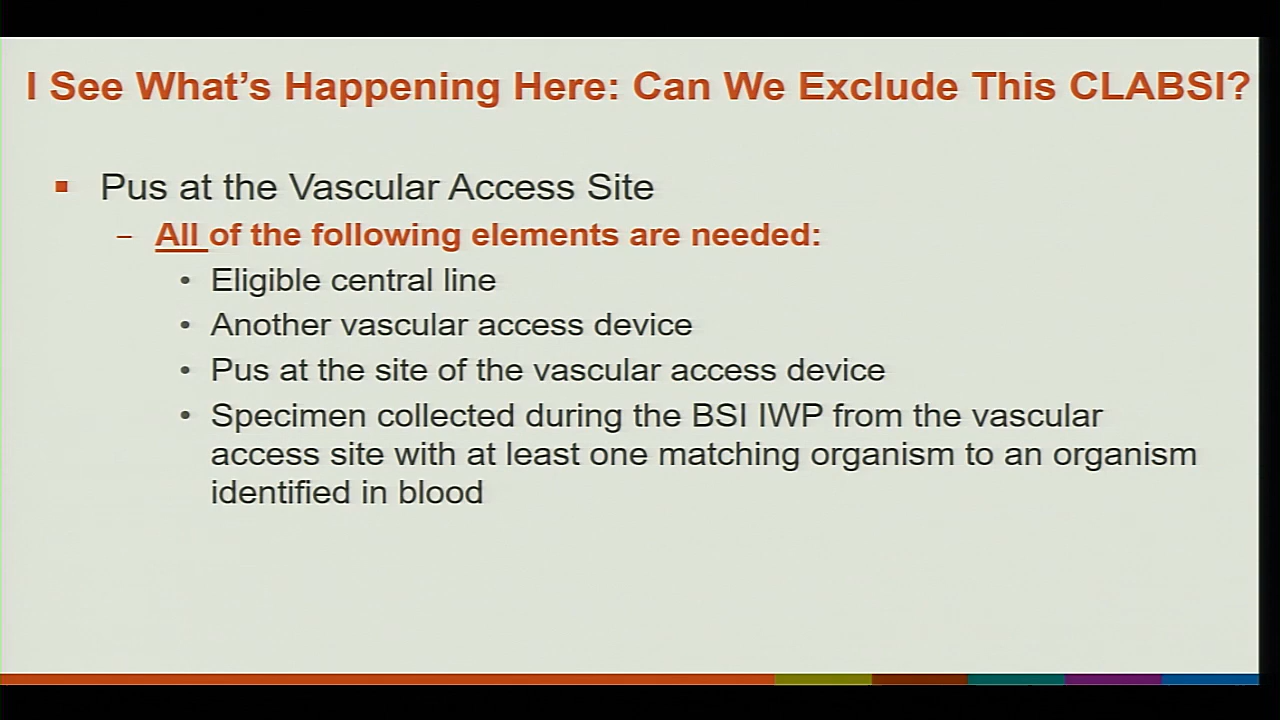 I See What’s Happening Here: Can We Exclude This CLABSI?
▪ Pus at the Vascular Access Site
– All of the following elements are needed:
• Eligible central line
• Another vascular access device
• Pus at the site of the vascular access device
• Specimen collected during the BSI IWP from the vascular
access site with at least one matching organism to an organism
identified in blood